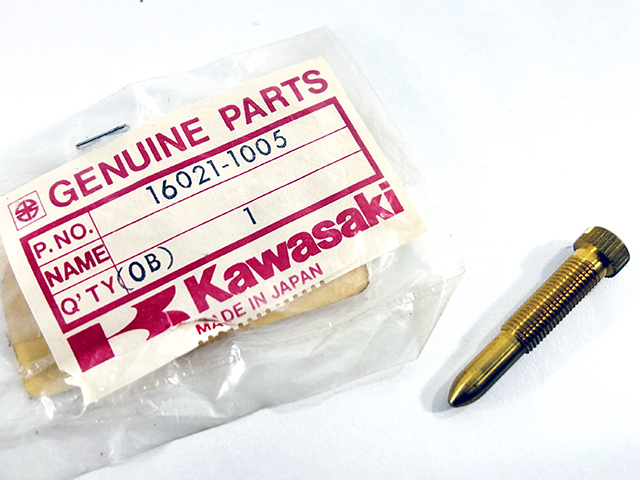 GENUINE PARTS
P.NO. 16021-1005
NAME
Q'TY (OB) 1
Kawasaki
MADE IN JAPAN